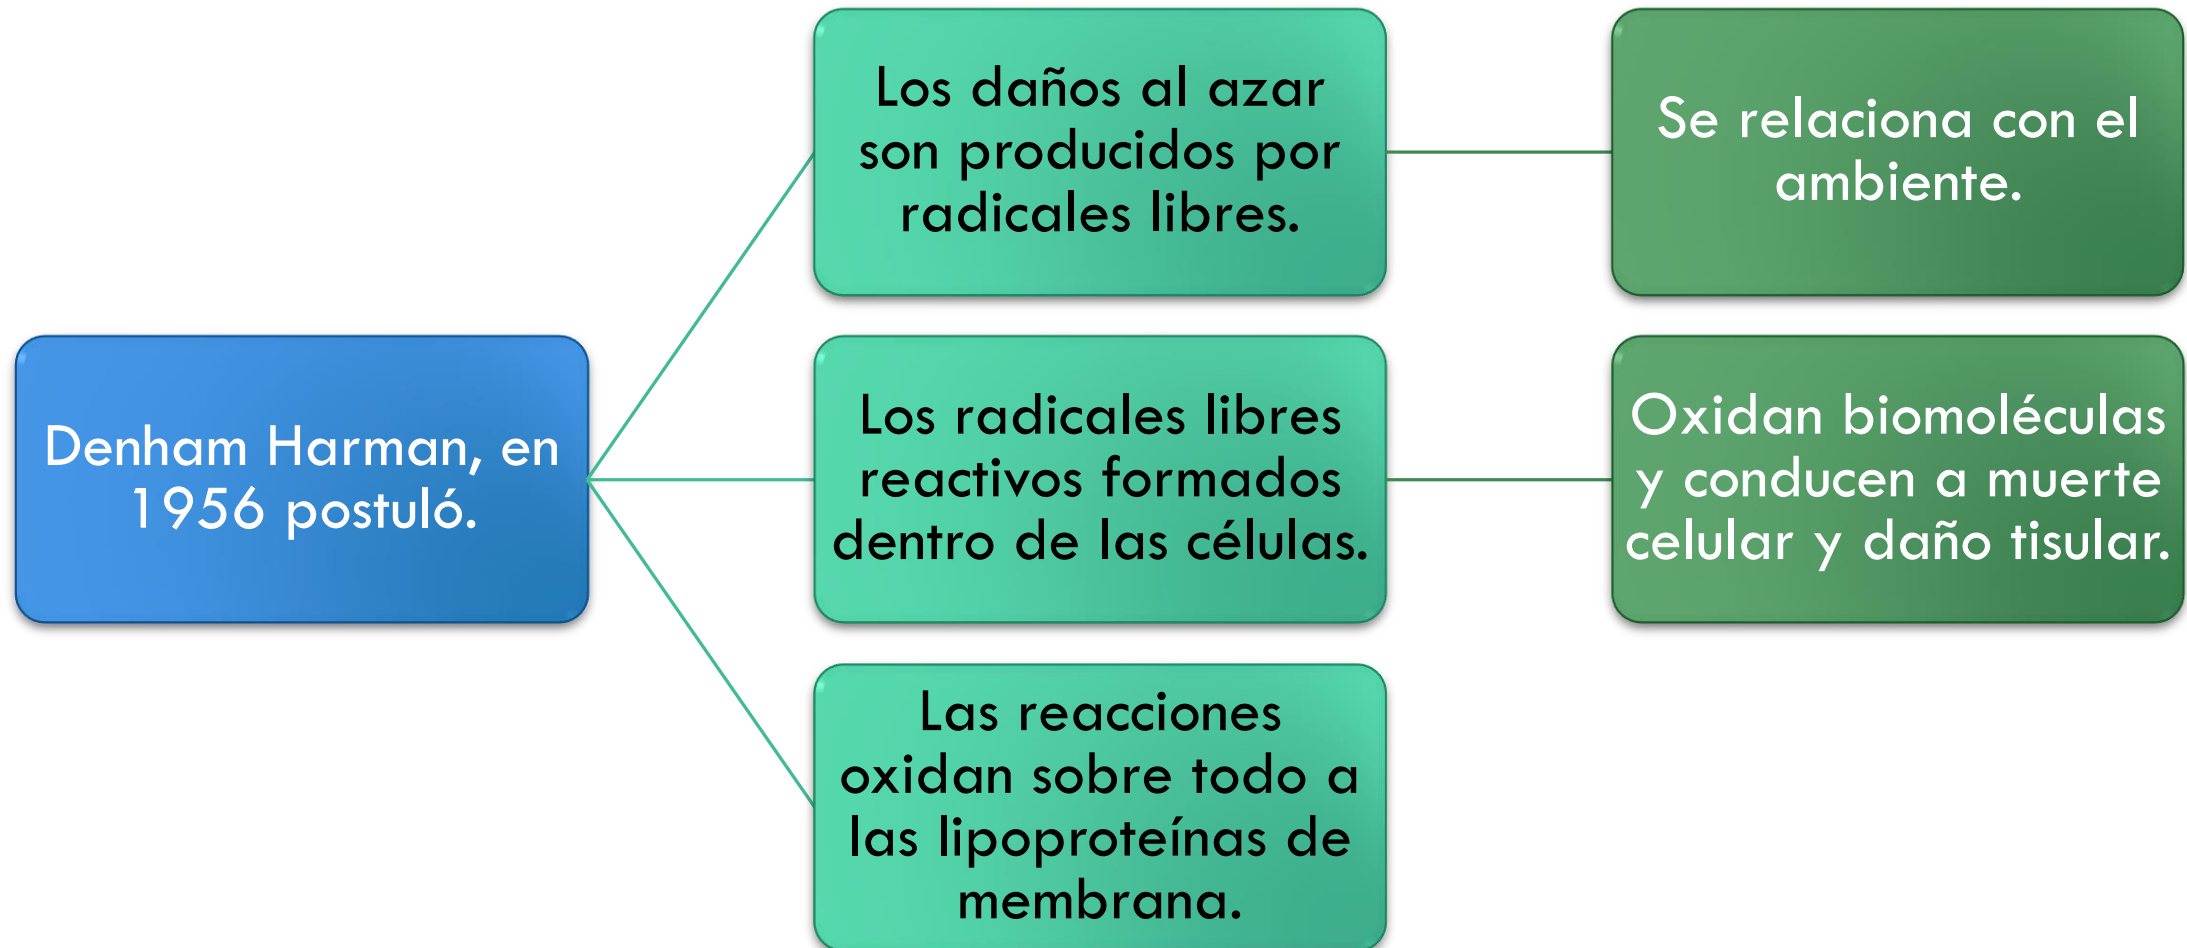 Denham Harman, en
1956 postuló.
Los daños al azar
son producidos por
radicales libres.
Se relaciona con el
ambiente.
Los radicales libres
reactivos formados
dentro de las células.
Oxidan biomoléculas
y conducen a muerte
celular y daño tisular.
Las reacciones
oxidan sobre todo a
las lipoproteínas de
membrana.